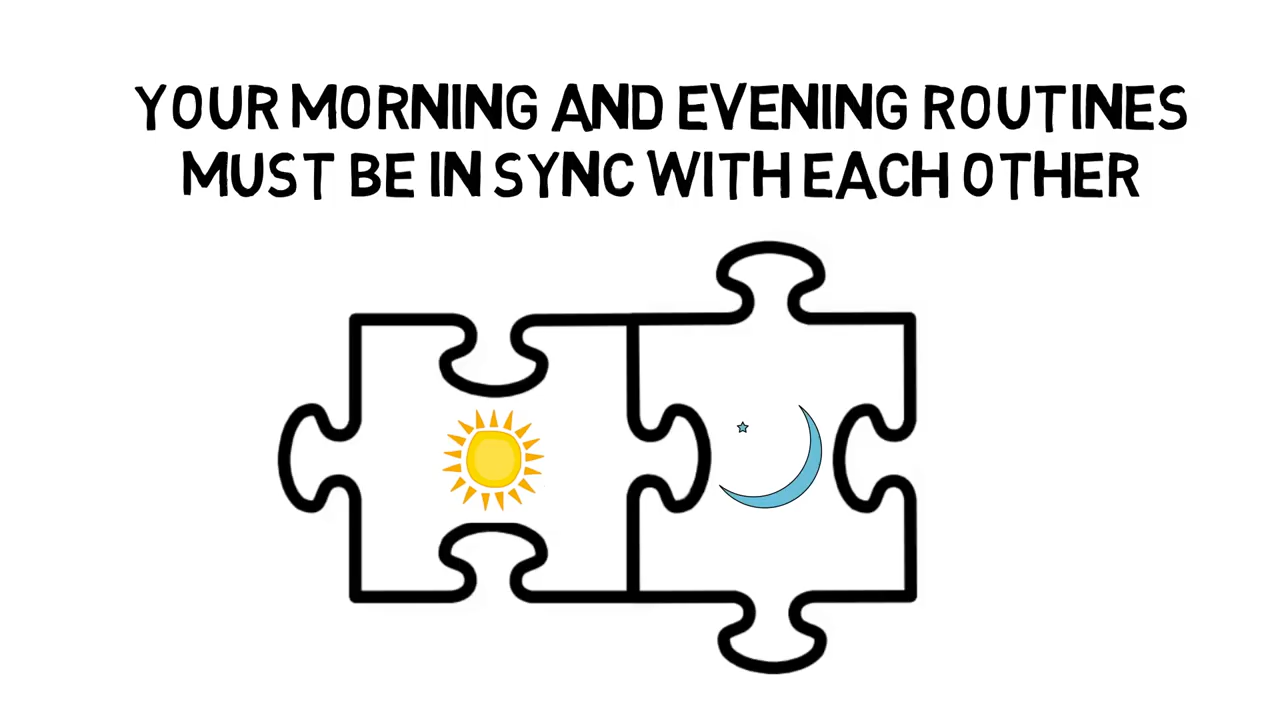 YOUR MORNING AND EVENING ROUTINES
MUST BE IN SYNC WITH EACH OTHER